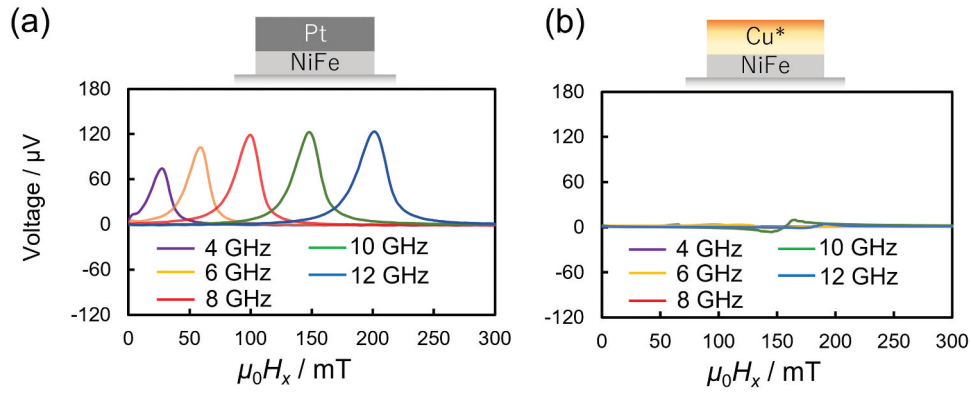 (a)
Pt
NiFe
Voltage / μV
180
120
60
0
-60
-120
4 GHz
6 GHz
8 GHz
10 GHz
12 GHz
0 50 100 150 200 250 300
μ₀Hₓ / mT
(b)
Cu*
NiFe
180
120
60
0
-60
-120
4 GHz
6 GHz
8 GHz
10 GHz
12 GHz
0 50 100 150 200 250 300
μ₀Hₓ / mT